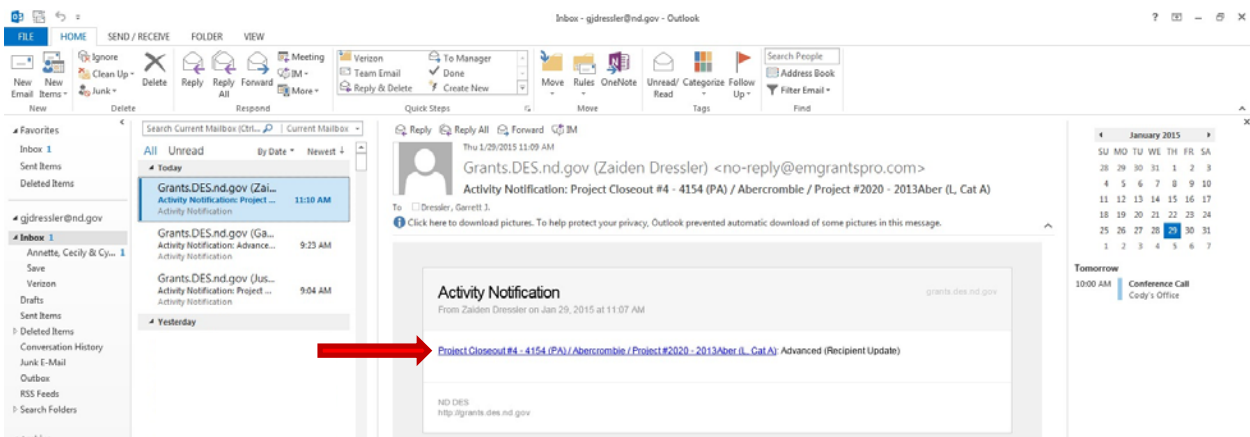 Inbox - gjdressler@nd.gov - Outlook
FILE HOME SEND / RECEIVE FOLDER VIEW
New Email
New Items
Ignore
Clean Up
Junk
Delete
Reply
Reply All
Forward
Meeting
IM
More
Verizon
Team Email
Reply & Delete
To Manager
Done
Create New
Move
Rules
OneNote
Unread/ Read
Categorize
Follow Up
Search People
Address Book
Filter Email
New Delete Respond Quick Steps Move Tags Find
Favorites
Inbox 1
Sent Items
Deleted Items
gjdressler@nd.gov
Inbox 1
Annette, Cecily & Cy... 1
Save
Verizon
Drafts
Sent Items
Deleted Items
Conversation History
Junk E-Mail
Outbox
RSS Feeds
Search Folders
Search Current Mailbox (Ctrl... Current Mailbox
All Unread By Date Newest ↓
Today
Grants.DES.nd.gov (Zai...
Activity Notification: Project ... 11:10 AM
Activity Notification
Grants.DES.nd.gov (Ga...
Activity Notification: Advance... 9:23 AM
Activity Notification
Grants.DES.nd.gov (Jus...
Activity Notification: Project ... 9:04 AM
Activity Notification
Yesterday
Reply Reply All Forward IM
Thu 1/29/2015 11:09 AM
Grants.DES.nd.gov (Zaiden Dressler) <no-reply@emgrantspro.com>
Activity Notification: Project Closeout #4 - 4154 (PA) / Abercrombie / Project #2020 - 2013Aber (L, Cat A)
To Dressler, Garrett J.
Click here to download pictures. To help protect your privacy, Outlook prevented automatic download of some pictures in this message.
Activity Notification grants.des.nd.gov
From Zaiden Dressler on Jan 29, 2015 at 11:07 AM
Project Closeout #4 - 4154 (PA) / Abercrombie / Project #2020 - 2013Aber (L, Cat A): Advanced (Recipient Update)
ND DES
http://grants.des.nd.gov
January 2015
SU MO TU WE TH FR SA
28 29 30 31 1 2 3
4 5 6 7 8 9 10
11 12 13 14 15 16 17
18 19 20 21 22 23 24
25 26 27 28 29 30 31
1 2 3 4 5 6 7
Tomorrow
10:00 AM Conference Call
Cody's Office